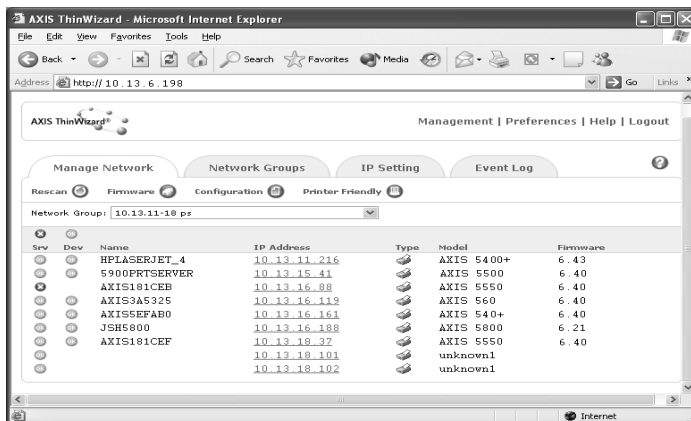 AXIS ThinWizard - Microsoft Internet Explorer
File Edit View Favorites Tools Help
Back Search Favorites Media
Address http://10.13.6.198 Go Links
AXIS ThinWizard® Management | Preferences | Help | Logout
Manage Network Network Groups IP Setting Event Log
Rescan Firmware Configuration Printer Friendly
Network Group: 10.13.11-18 ps
Srv Dev Name IP Address Type Model Firmware
HPLASERJET_4 10.13.11.216 AXIS 5400+ 6.43
5900PRTSERVER 10.13.15.41 AXIS 5500 6.40
AXIS181CEB 10.13.16.88 AXIS 5550 6.40
AXIS3A5325 10.13.16.119 AXIS 560 6.40
AXIS5EFAB0 10.13.16.161 AXIS 540+ 6.40
JSH5800 10.13.16.188 AXIS 5800 6.21
AXIS181CEF 10.13.18.37 AXIS 5550 6.40
10.13.18.101 unknown1
10.13.18.102 unknown1
Internet